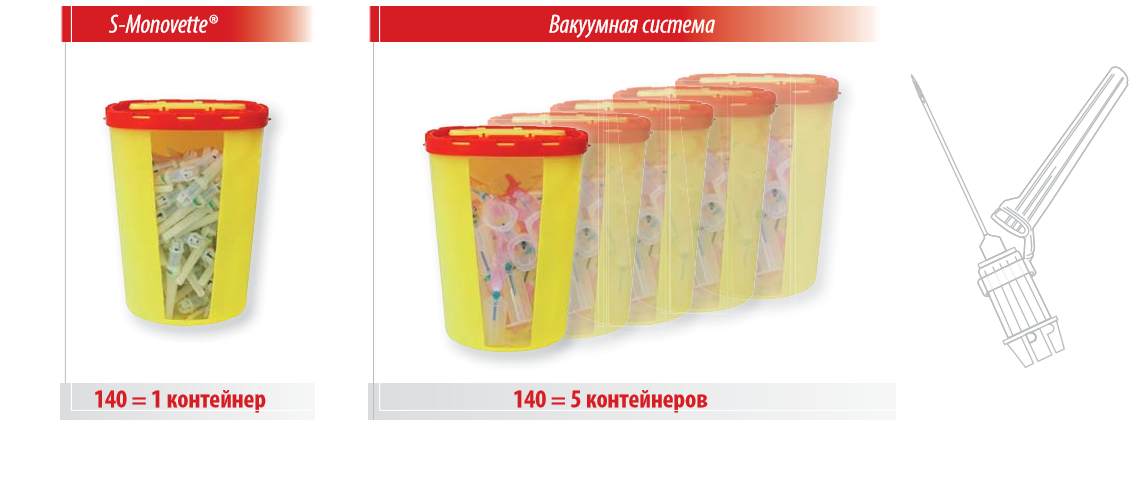 S-Monovette®
Вакуумная система
140 = 1 контейнер
140 = 5 контейнеров